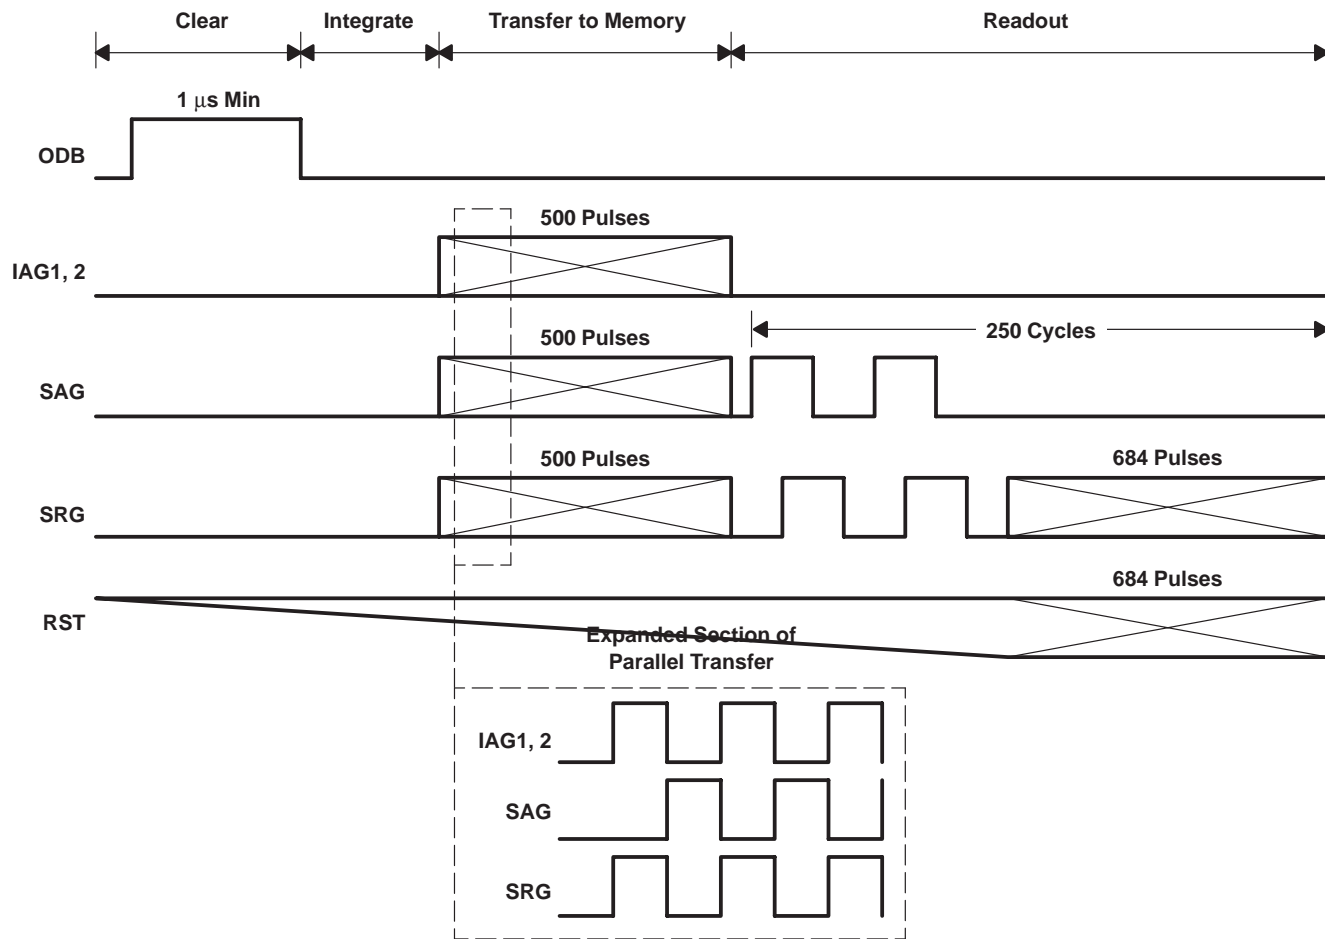 Clear Integrate Transfer to Memory Readout
1 μs Min
ODB
500 Pulses
IAG1, 2
500 Pulses
250 Cycles
SAG
500 Pulses
684 Pulses
SRG
684 Pulses
RST
Expanded Section of
Parallel Transfer
IAG1, 2
SAG
SRG